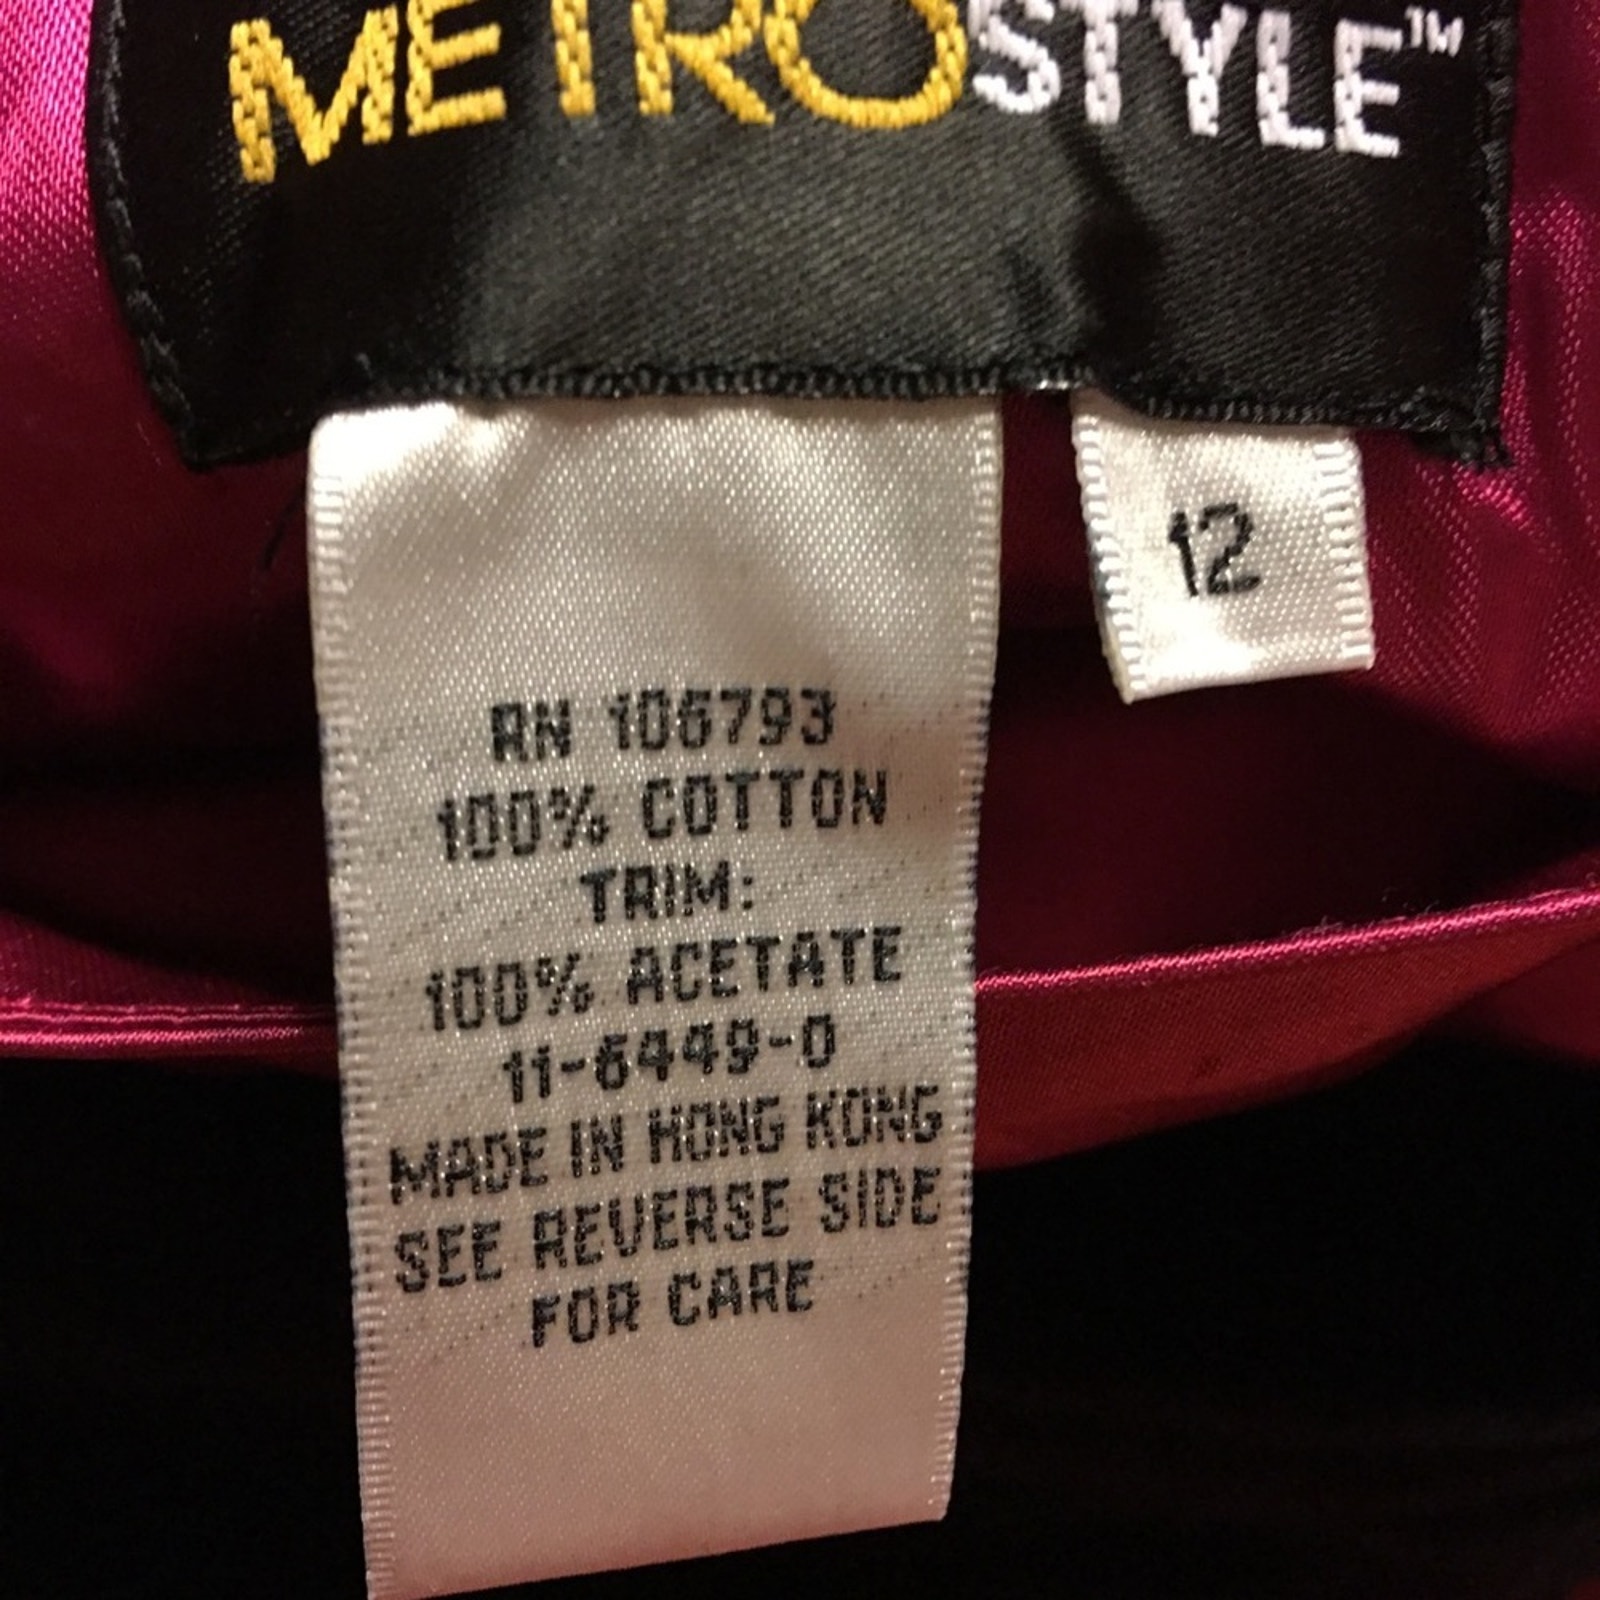 METROSTYLE™
12
RN 106793
100% COTTON
TRIM:
100% ACETATE
11-6449-0
MADE IN HONG KONG
SEE REVERSE SIDE
FOR CARE